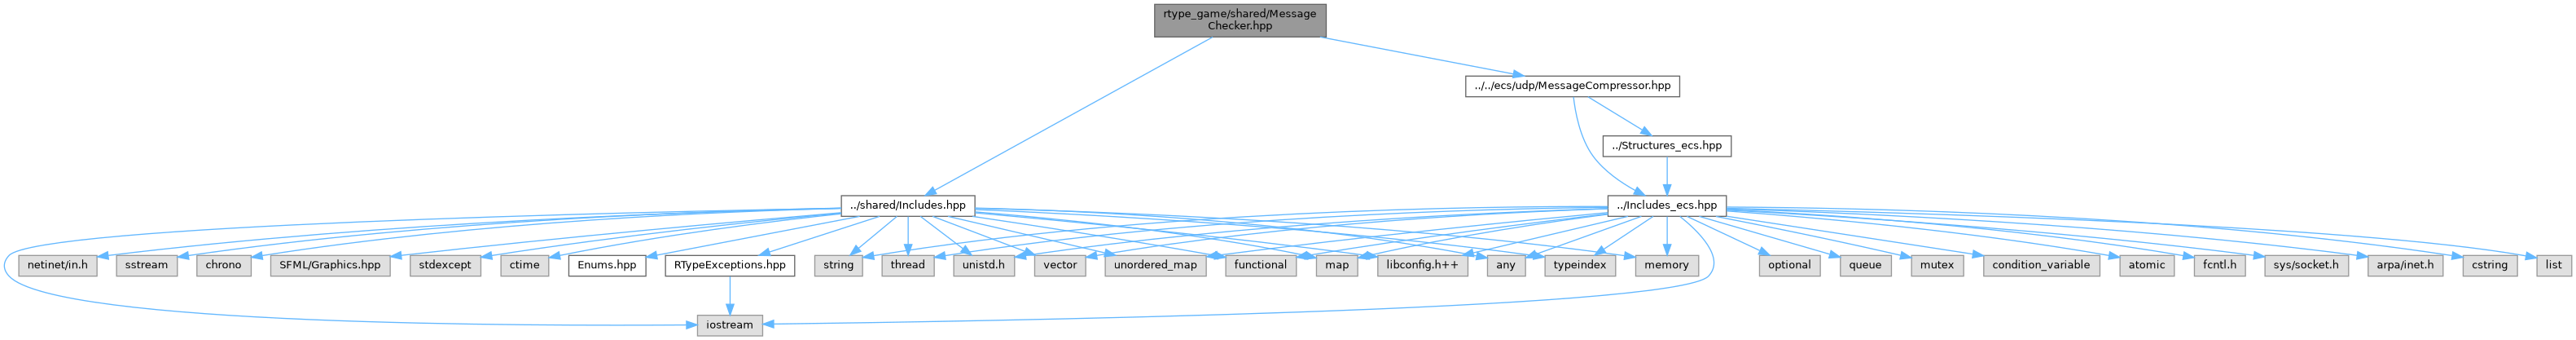 rtype_game/shared/Message
Checker.hpp
../../ecs/udp/MessageCompressor.hpp
../Structures_ecs.hpp
../shared/Includes.hpp
../Includes_ecs.hpp
netinet/in.h
sstream
chrono
SFML/Graphics.hpp
stdexcept
ctime
Enums.hpp
RTypeExceptions.hpp
string
thread
unistd.h
vector
unordered_map
functional
map
libconfig.h++
any
typeindex
memory
optional
queue
mutex
condition_variable
atomic
fcntl.h
sys/socket.h
arpa/inet.h
cstring
list
iostream